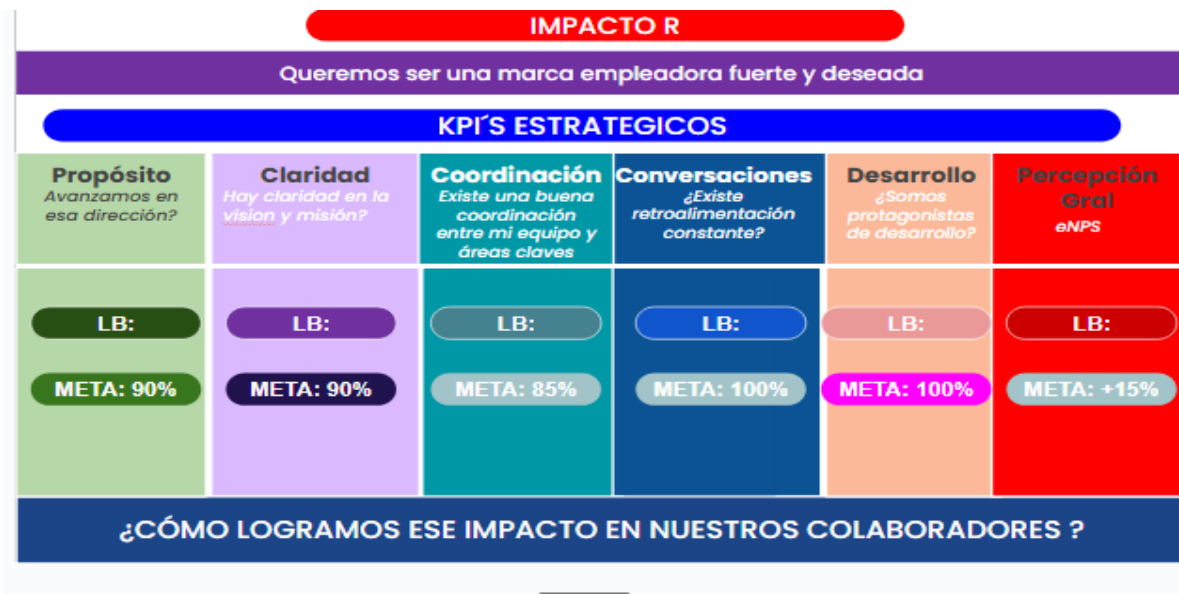 IMPACTO R
Queremos ser una marca empleadora fuerte y deseada
KPI´S ESTRATEGICOS
Propósito
Avanzamos en
esa dirección?
Claridad
Hay claridad en la
vision y misión?
Coordinación
Existe una buena
coordinación
entre mi equipo y
áreas claves
Conversaciones
¿Existe
retroalimentación
constante?
Desarrollo
¿Somos
protagonistas
de desarrollo?
Percepción
Gral
eNPS
LB:
LB:
LB:
LB:
LB:
LB:
META: 90%
META: 90%
META: 85%
META: 100%
META: 100%
META: +15%
¿CÓMO LOGRAMOS ESE IMPACTO EN NUESTROS COLABORADORES ?